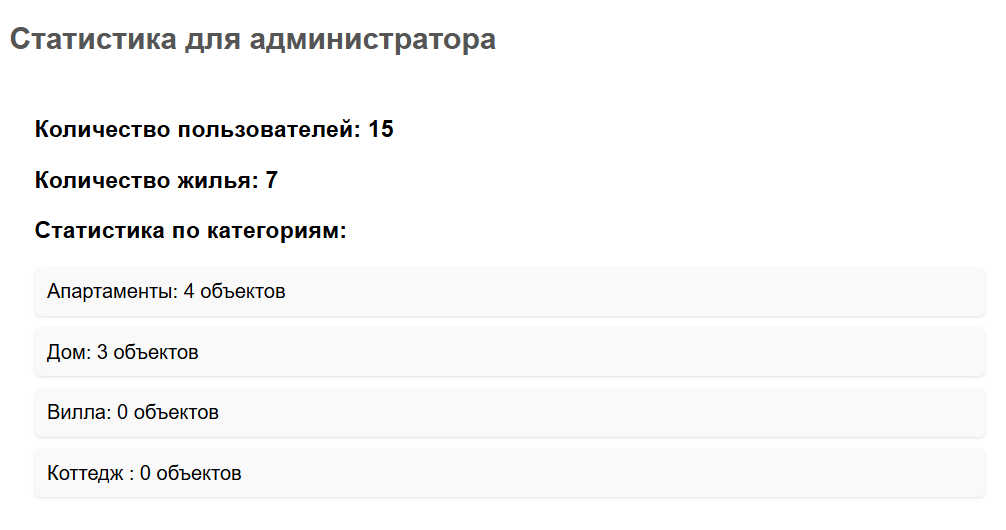 Статистика для администратора
Количество пользователей: 15
Количество жилья: 7
Статистика по категориям:
Апартаменты: 4 объектов
Дом: 3 объектов
Вилла: 0 объектов
Коттедж : 0 объектов